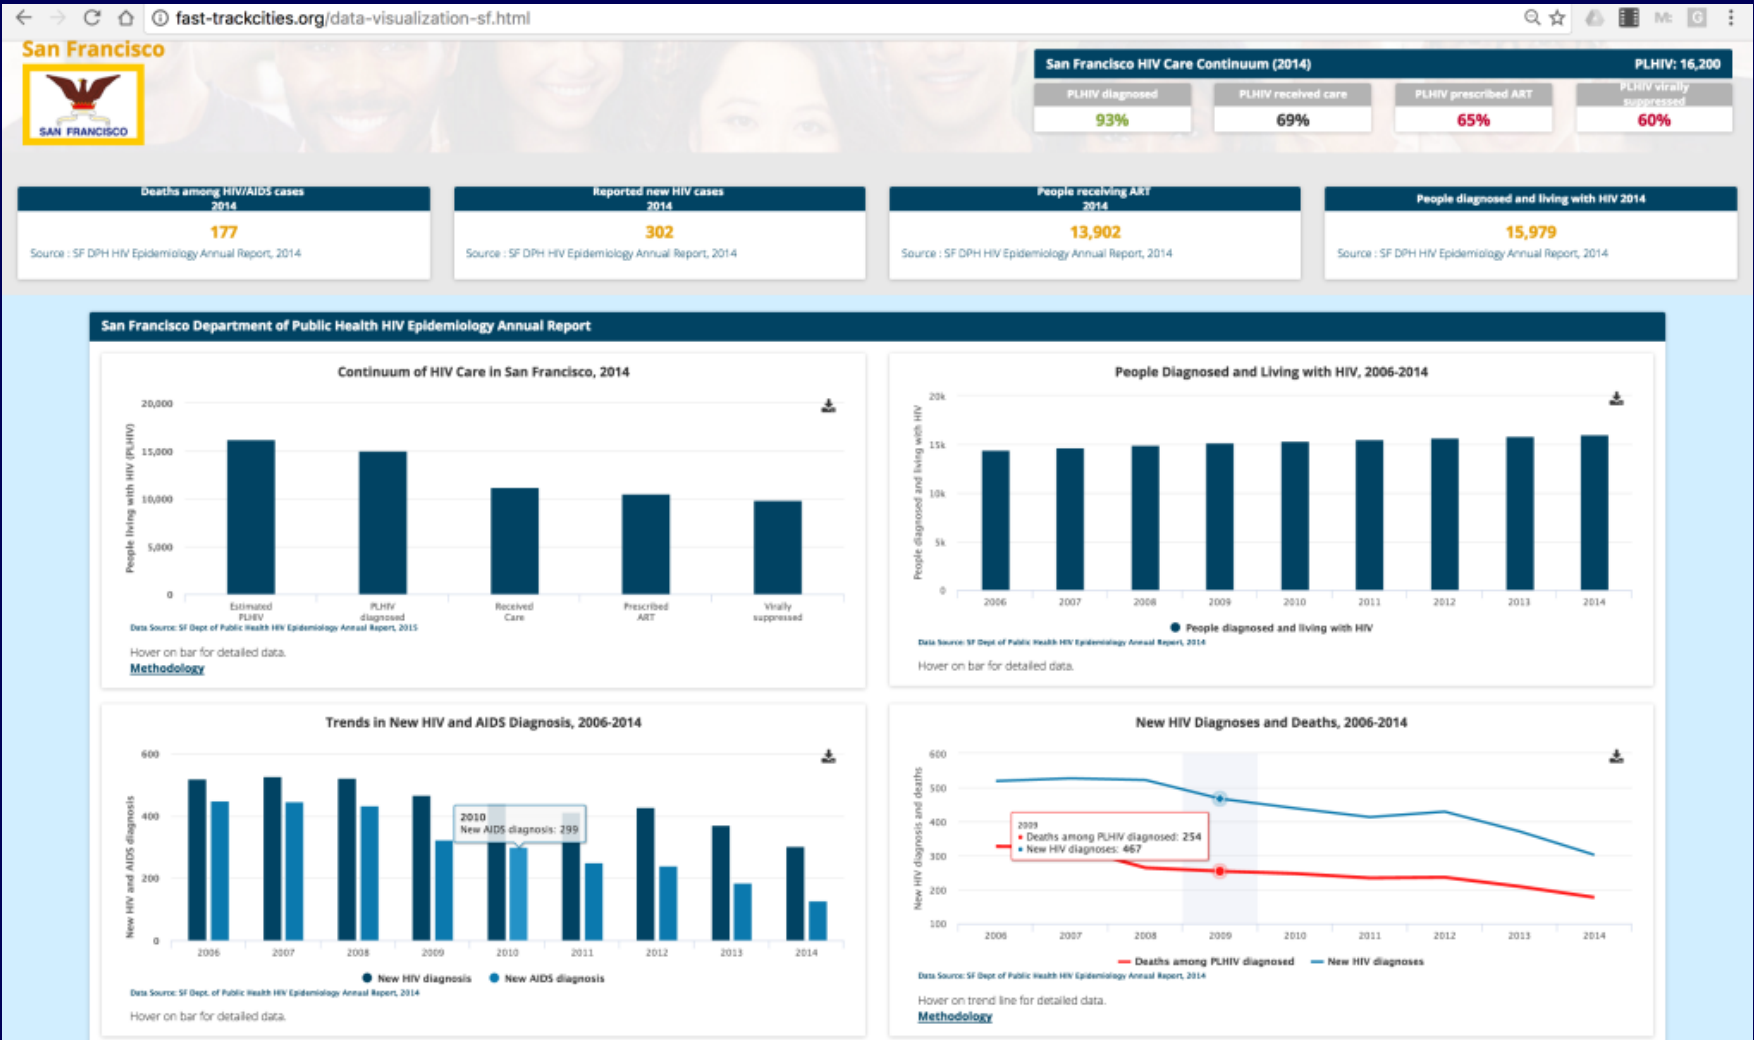 fast-trackcities.org/data-visualization-sf.html
San Francisco
SAN FRANCISCO
San Francisco HIV Care Continuum (2014) PLHIV: 16,200
PLHIV diagnosed
93%
PLHIV received care
69%
PLHIV prescribed ART
65%
PLHIV virally
suppressed
60%
Deaths among HIV/AIDS cases
2014
177
Source : SF DPH HIV Epidemiology Annual Report, 2014
Reported new HIV cases
2014
302
Source : SF DPH HIV Epidemiology Annual Report, 2014
People receiving ART
2014
13,902
Source : SF DPH HIV Epidemiology Annual Report, 2014
People diagnosed and living with HIV 2014
15,979
Source : SF DPH HIV Epidemiology Annual Report, 2014
San Francisco Department of Public Health HIV Epidemiology Annual Report
Continuum of HIV Care in San Francisco, 2014
People living with HIV (PLHIV)
20,000
15,000
10,000
5,000
0
Estimated
PLHIV
PLHIV
diagnosed
Received
Care
Prescribed
ART
Virally
suppressed
Data Source: SF Dept of Public Health HIV Epidemiology Annual Report, 2015
Hover on bar for detailed data.
Methodology
People Diagnosed and Living with HIV, 2006-2014
People diagnosed and living with HIV
20k
15k
10k
5k
0
2006 2007 2008 2009 2010 2011 2012 2013 2014
People diagnosed and living with HIV
Data Source: SF Dept of Public Health HIV Epidemiology Annual Report, 2014
Hover on bar for detailed data.
Trends in New HIV and AIDS Diagnosis, 2006-2014
New HIV and AIDS diagnosis
600
400
200
0
2010
New AIDS diagnosis: 299
2006 2007 2008 2009 2010 2011 2012 2013 2014
New HIV diagnosis New AIDS diagnosis
Data Source: SF Dept. of Public Health HIV Epidemiology Annual Report, 2014
Hover on bar for detailed data.
New HIV Diagnoses and Deaths, 2006-2014
New HIV diagnosis and deaths
600
500
400
300
200
100
2009
Deaths among PLHIV diagnosed: 254
New HIV diagnoses: 467
2006 2007 2008 2009 2010 2011 2012 2013 2014
Deaths among PLHIV diagnosed New HIV diagnoses
Data Source: SF Dept of Public Health HIV Epidemiology Annual Report, 2014
Hover on trend line for detailed data.
Methodology